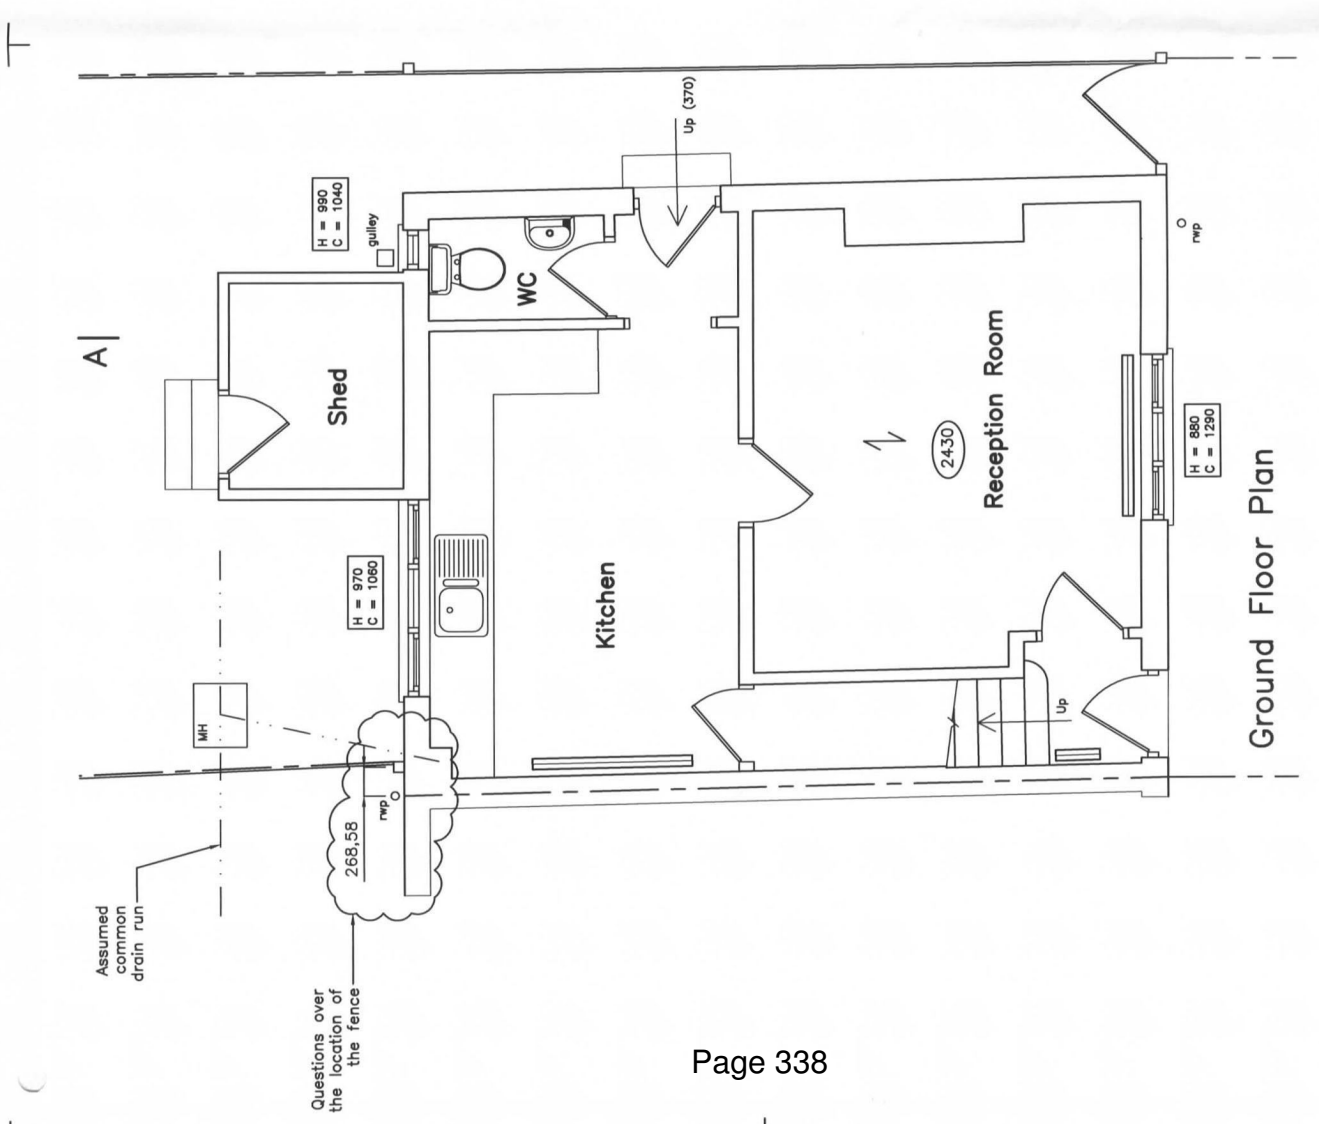 A
H = 990
C = 1040
gulley
Up (370)
WC
Shed
rwp
Reception Room
2430
H = 880
C = 1290
H = 970
C = 1060
Kitchen
MH
Up
rwp
268,58
Assumed
common
drain run
Questions over
the location of
the fence
Ground Floor Plan
Page 338